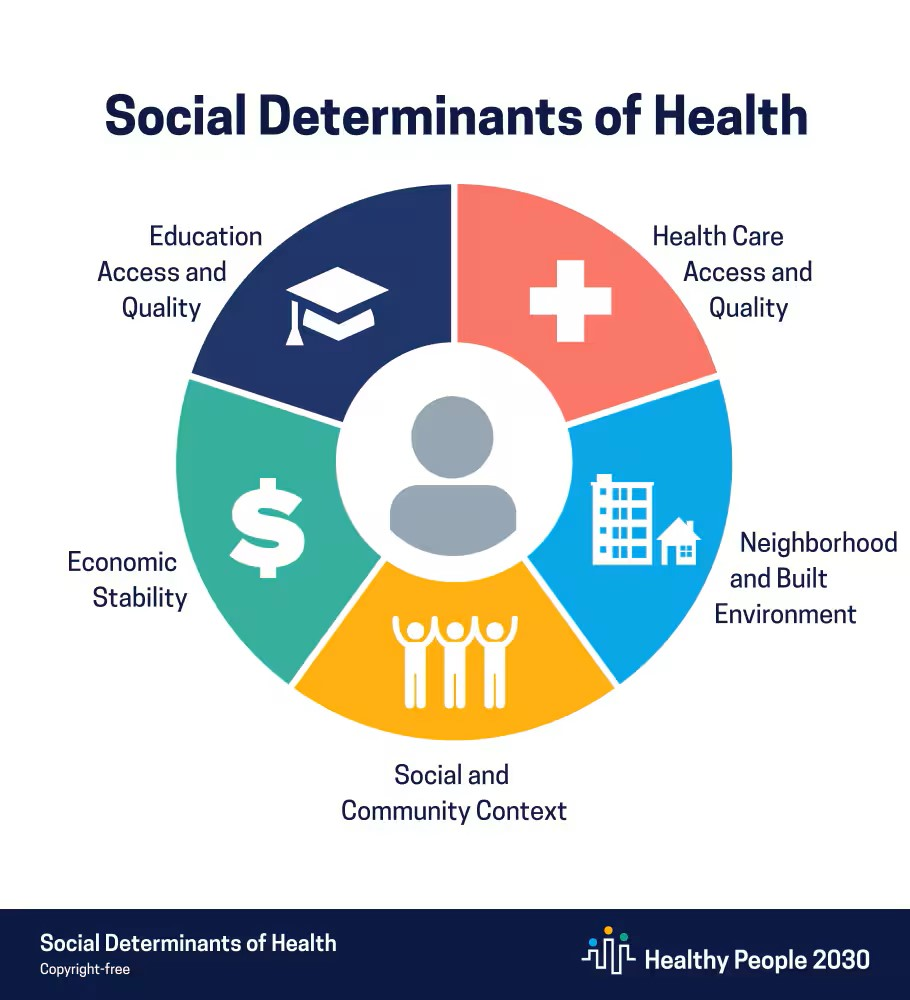 Social Determinants of Health
Education
Access and
Quality
Health Care
Access and
Quality
Economic
Stability
$
Neighborhood
and Built
Environment
Social and
Community Context
Social Determinants of Health
Copyright-free
Healthy People 2030